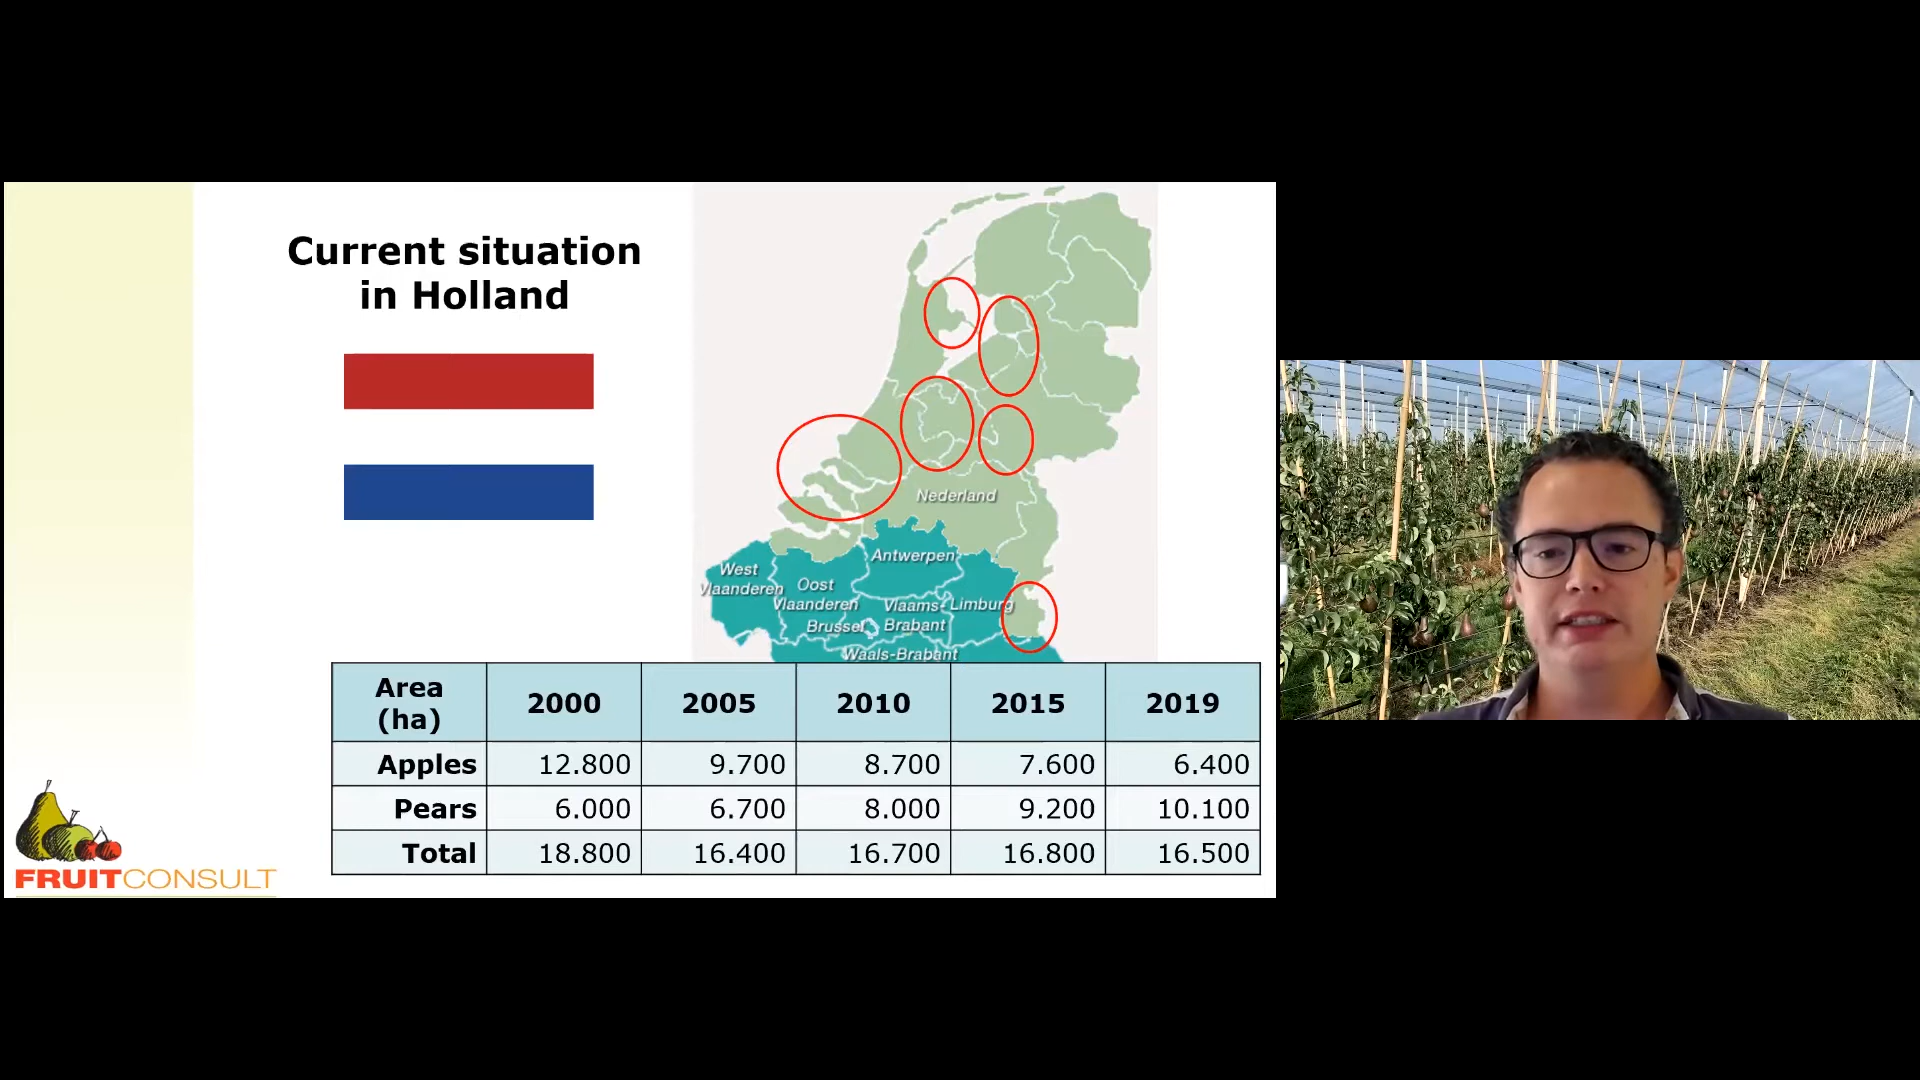 Current situation
in Holland
Nederland
Antwerpen
West
Vlaanderen
Oost
Vlaanderen
Vlaams-
Brabant
Limburg
Brussel
Waals-Brabant
Area
(ha)
2000
2005
2010
2015
2019
Apples
12.800
9.700
8.700
7.600
6.400
Pears
6.000
6.700
8.000
9.200
10.100
Total
18.800
16.400
16.700
16.800
16.500
FRUITCONSULT